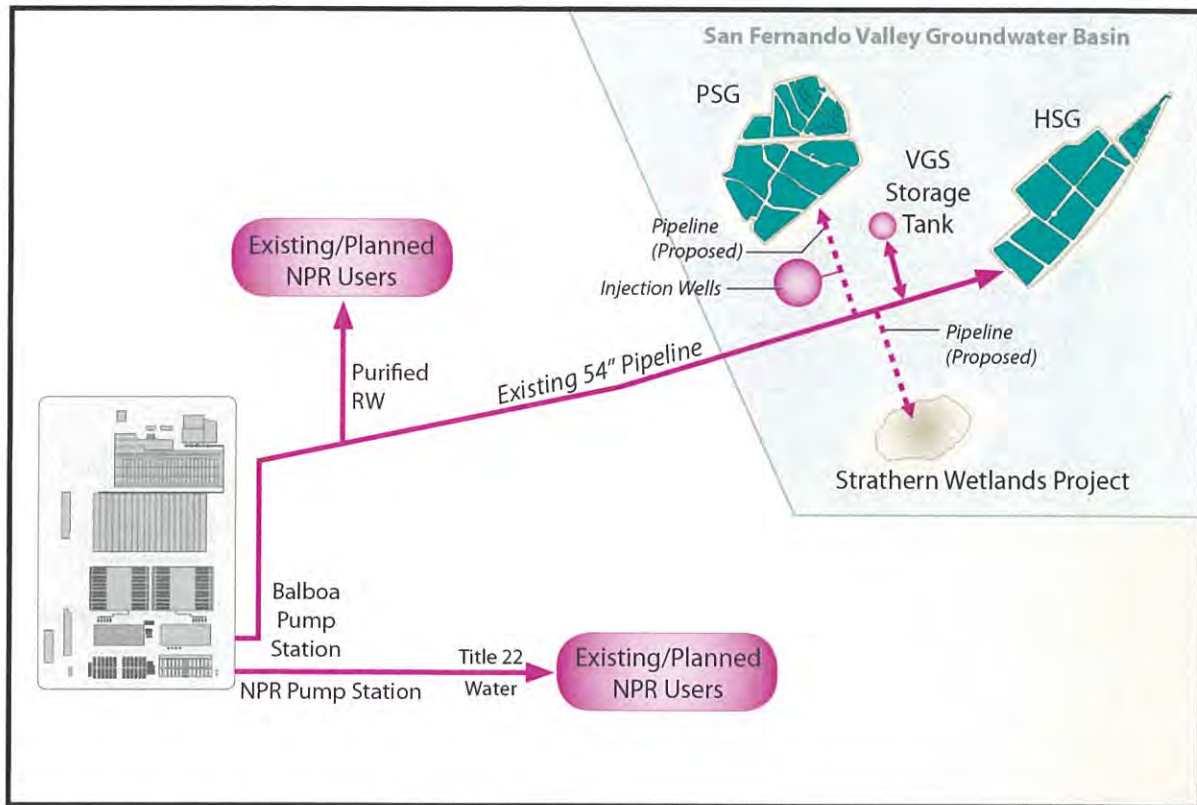 San Fernando Valley Groundwater Basin
PSG
HSG
VGS
Storage
Tank
Pipeline
(Proposed)
Injection Wells
Existing/Planned
NPR Users
Pipeline
(Proposed)
Purified
RW
Existing 54" Pipeline
Strathern Wetlands Project
Balboa
Pump
Station
Title 22
Water
NPR Pump Station
Existing/Planned
NPR Users